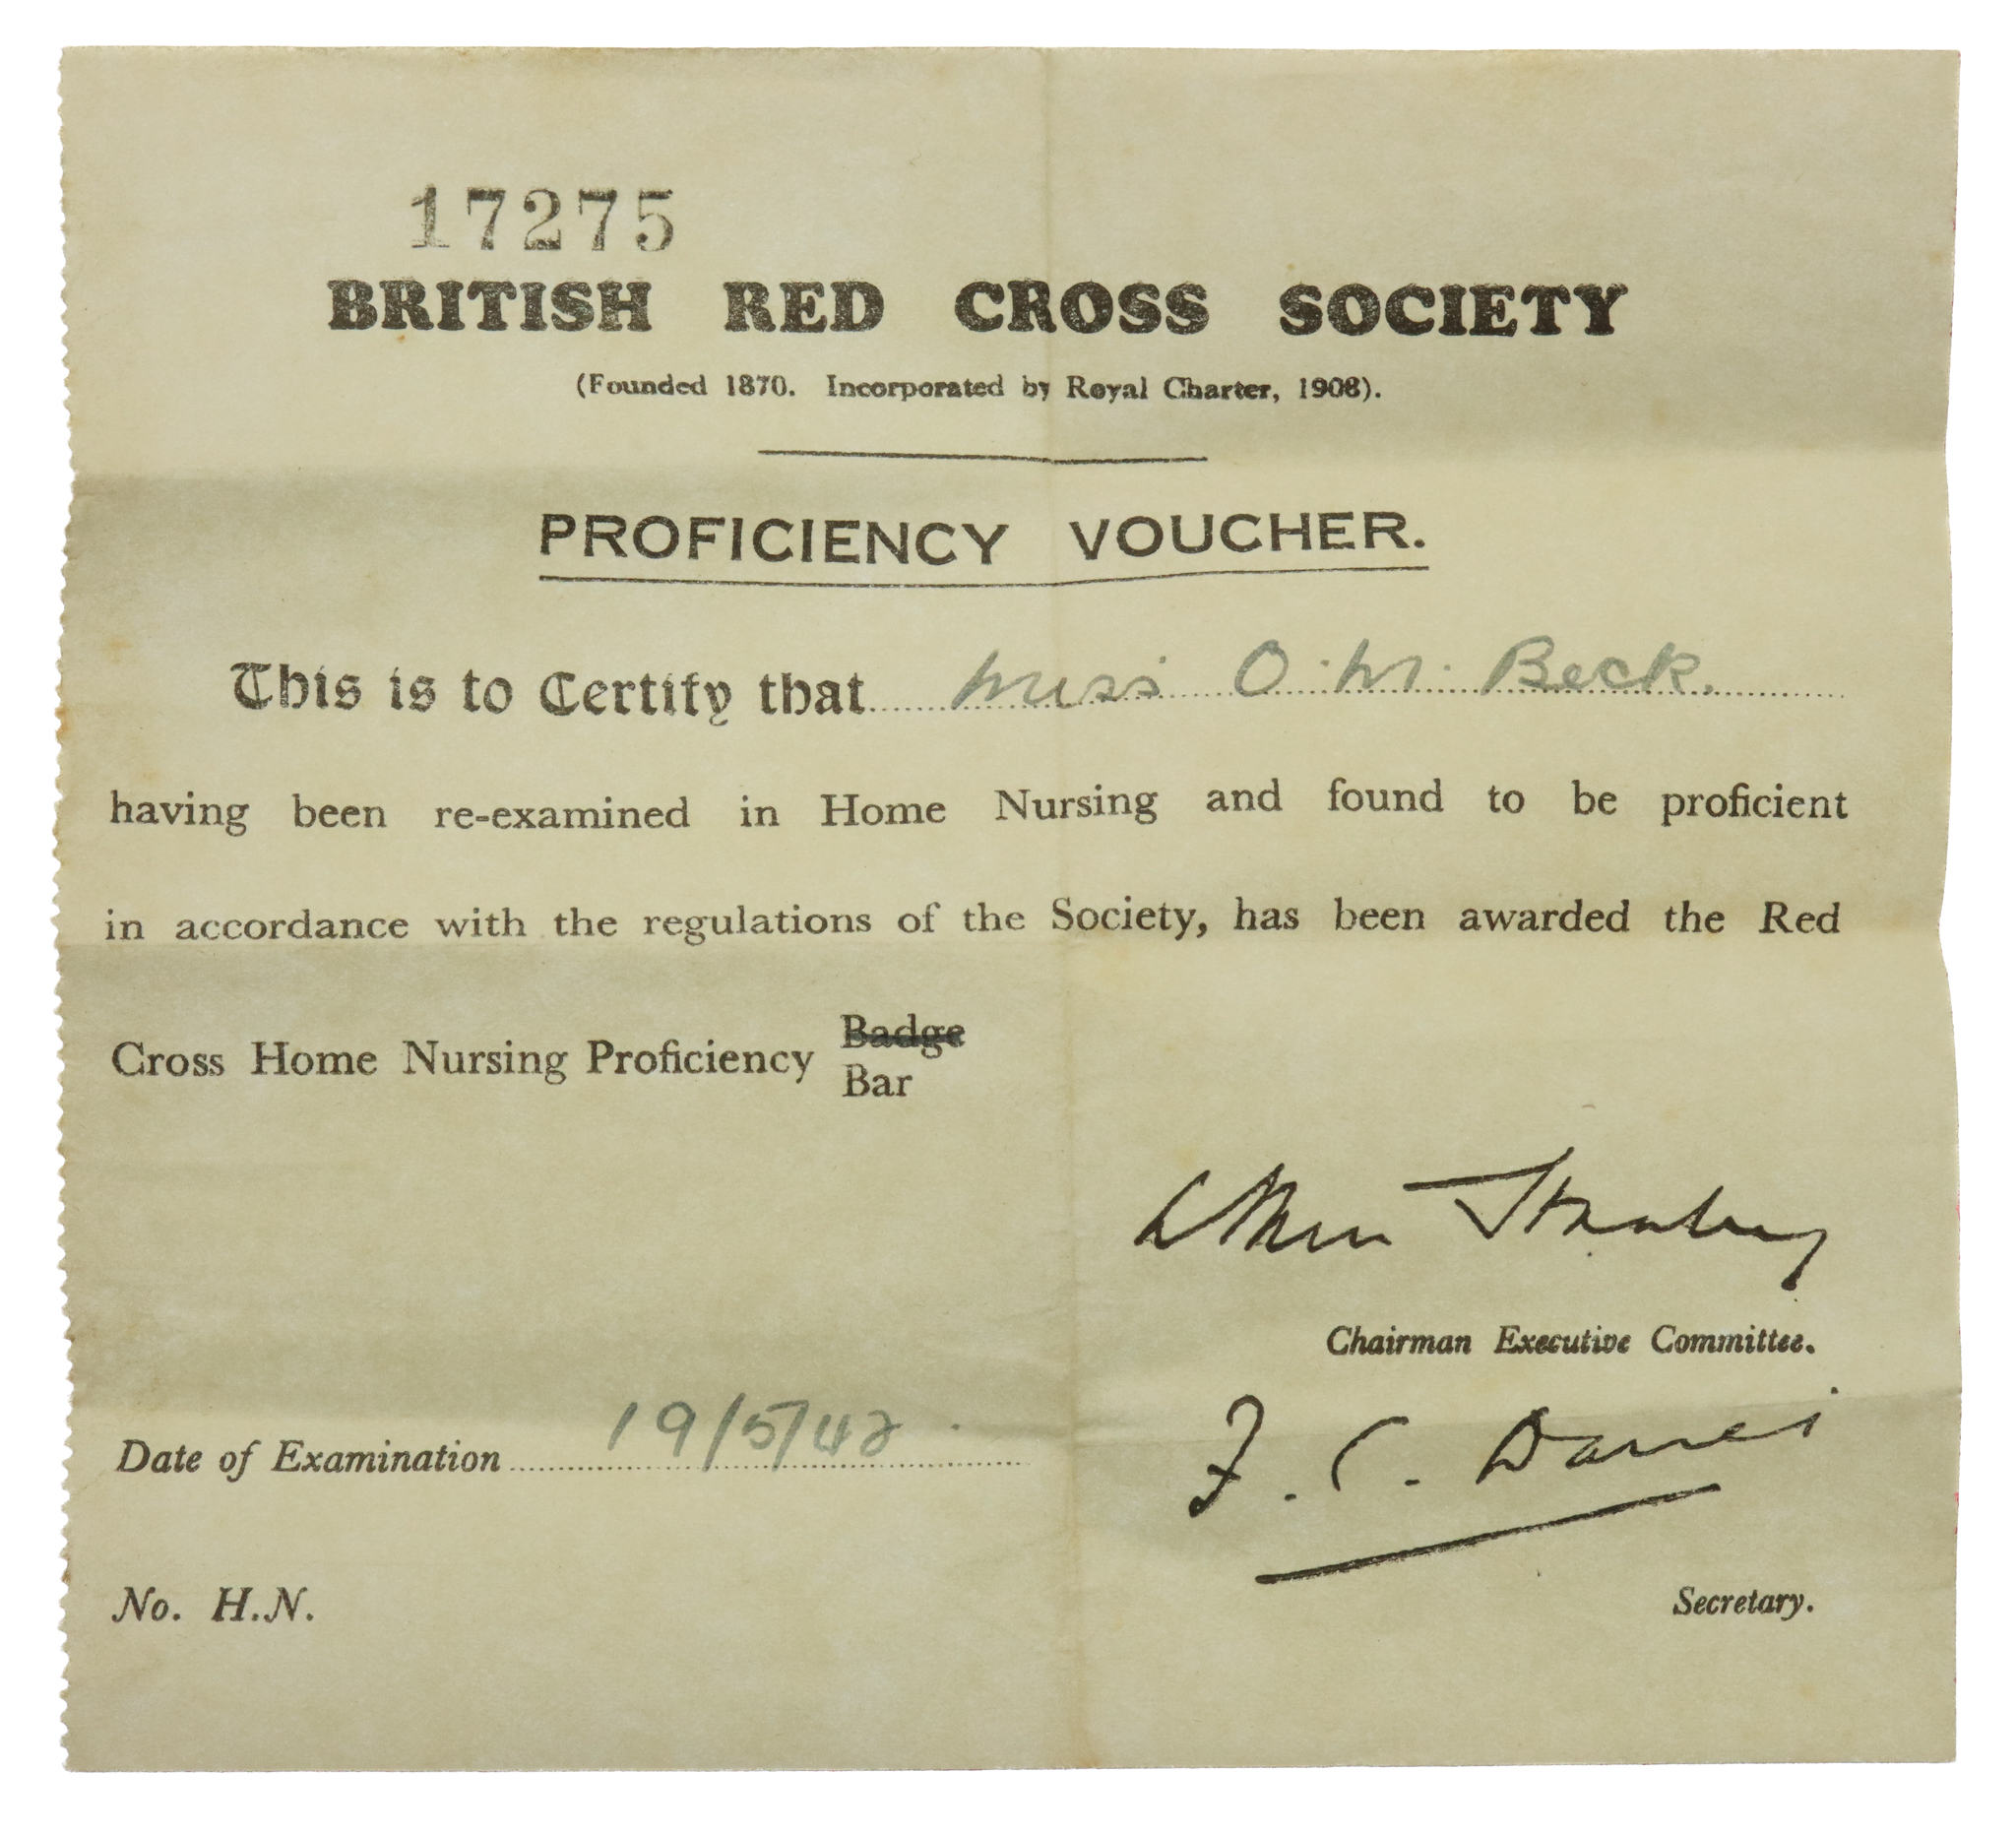 17275
BRITISH RED CROSS SOCIETY
(Founded 1870. Incorporated by Royal Charter, 1908).
PROFICIENCY VOUCHER.
This is to Certify that Miss O. M. Beck.
having been re-examined in Home Nursing and found to be proficient
in accordance with the regulations of the Society, has been awarded the Red
Cross Home Nursing Proficiency Badge
Bar
Stanley
Chairman Executive Committee.
F. C. Davies
Date of Examination 19/5/42
No. H.N.
Secretary.